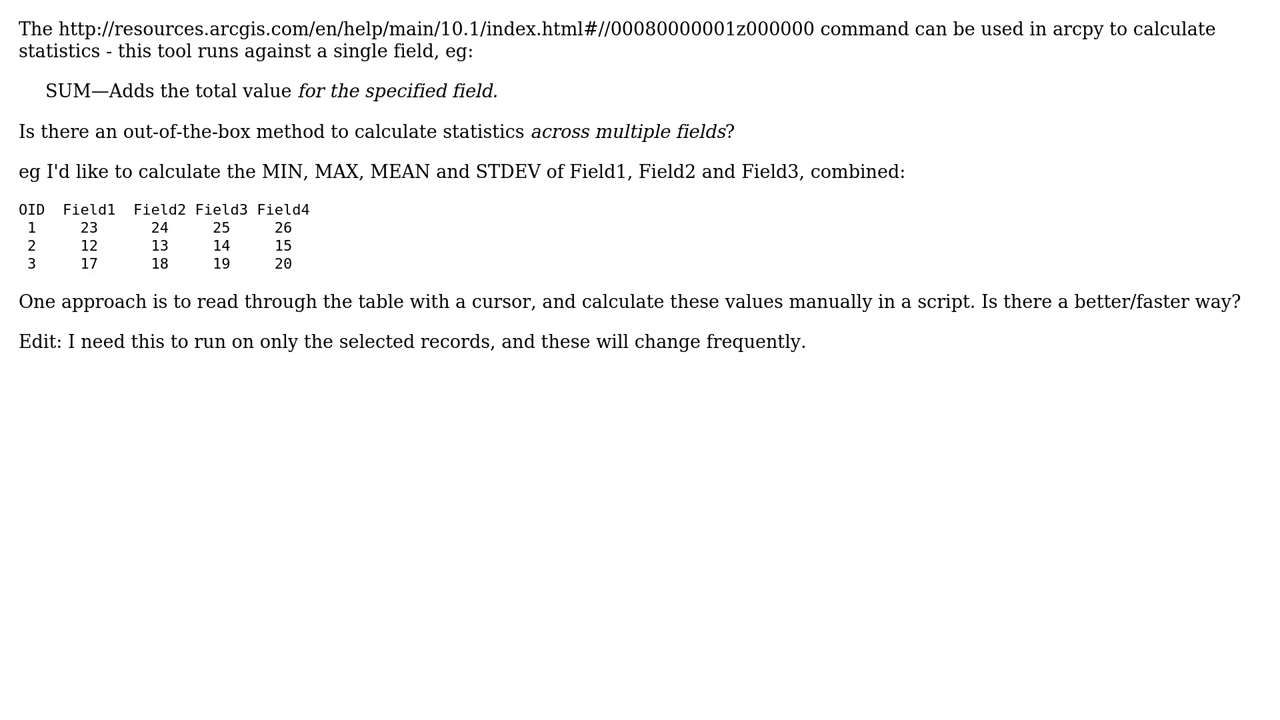 The http://resources.arcgis.com/en/help/main/10.1/index.html#//00080000001z000000 command can be used in arcpy to calculate
statistics - this tool runs against a single field, eg:
SUM—Adds the total value for the specified field.
Is there an out-of-the-box method to calculate statistics across multiple fields?
eg I'd like to calculate the MIN, MAX, MEAN and STDEV of Field1, Field2 and Field3, combined:
OID  Field1  Field2 Field3 Field4
1     23      24     25     26
2     12      13     14     15
3     17      18     19     20
One approach is to read through the table with a cursor, and calculate these values manually in a script. Is there a better/faster way?
Edit: I need this to run on only the selected records, and these will change frequently.